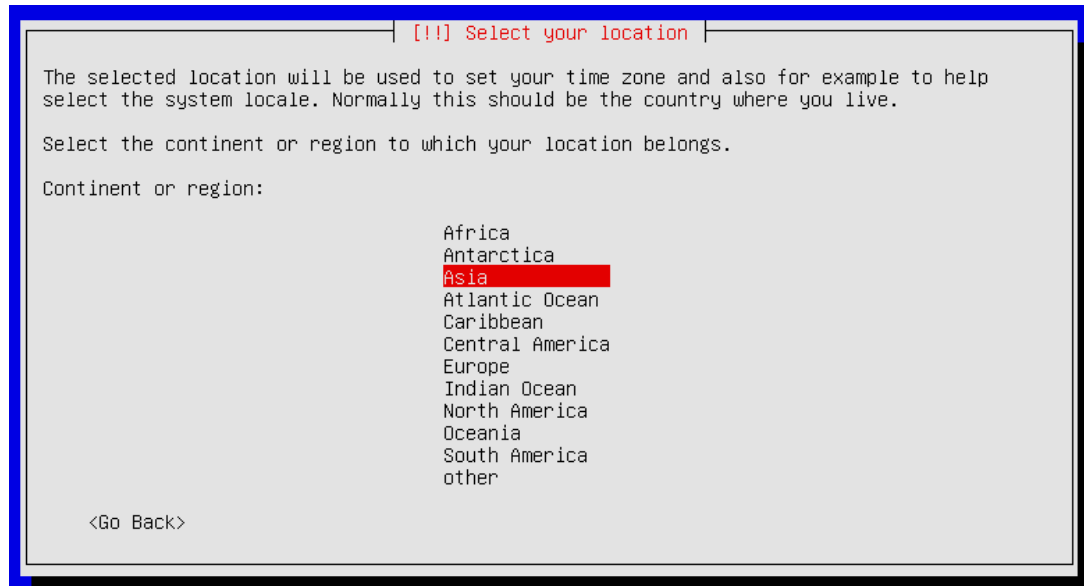 [!!] Select your location
The selected location will be used to set your time zone and also for example to help
select the system locale. Normally this should be the country where you live.
Select the continent or region to which your location belongs.
Continent or region:
Africa
Antarctica
Asia
Atlantic Ocean
Caribbean
Central America
Europe
Indian Ocean
North America
Oceania
South America
other
<Go Back>